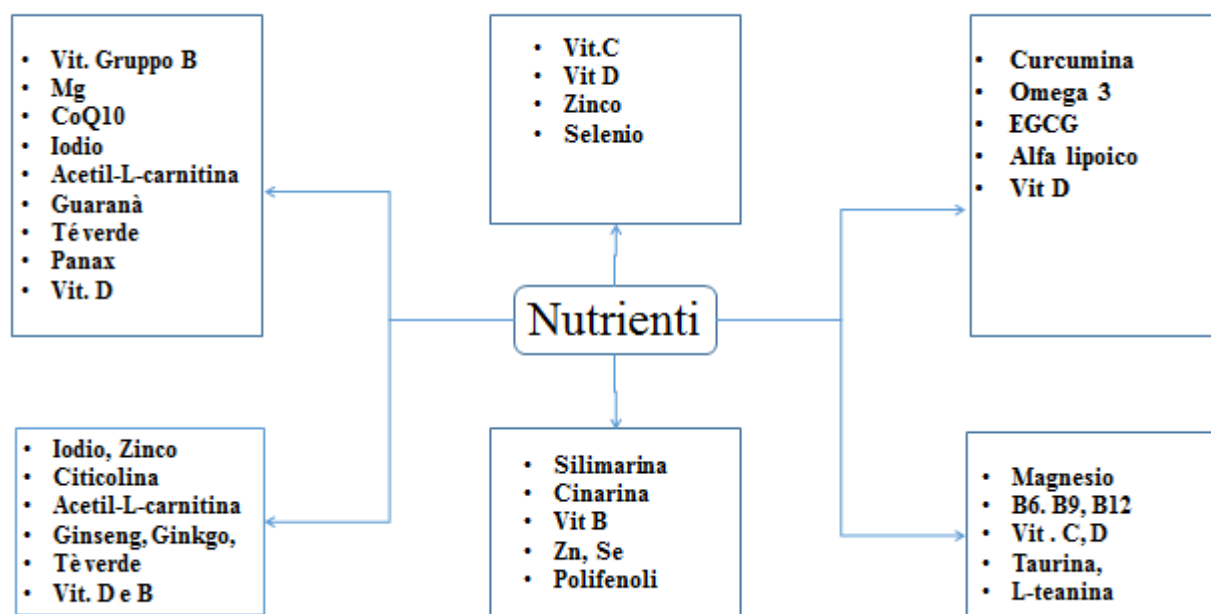 • Vit. Gruppo B
• Mg
• CoQ10
• Iodio
• Acetil-L-carnitina
• Guaranà
• Té verde
• Panax
• Vit. D
• Vit.C
• Vit D
• Zinco
• Selenio
• Curcumina
• Omega 3
• EGCG
• Alfa lipoico
• Vit D
Nutrienti
• Iodio, Zinco
• Citicolina
• Acetil-L-carnitina
• Ginseng, Ginkgo,
• Tè verde
• Vit. D e B
• Silimarina
• Cinarina
• Vit B
• Zn, Se
• Polifenoli
• Magnesio
• B6. B9, B12
• Vit . C, D
• Taurina,
• L-teanina